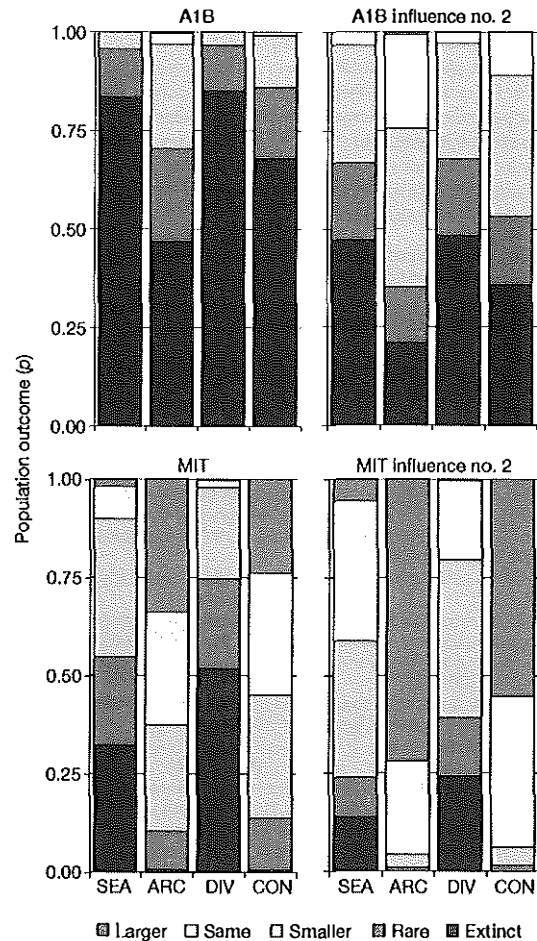 A1B
A1B influence no. 2
Population outcome (p)
1.00
0.75
0.50
0.25
0.00
MIT
MIT influence no. 2
1.00
0.75
0.50
0.25
0.00
SEA ARC DIV CON
SEA ARC DIV CON
Larger Same Smaller Rare Extinct